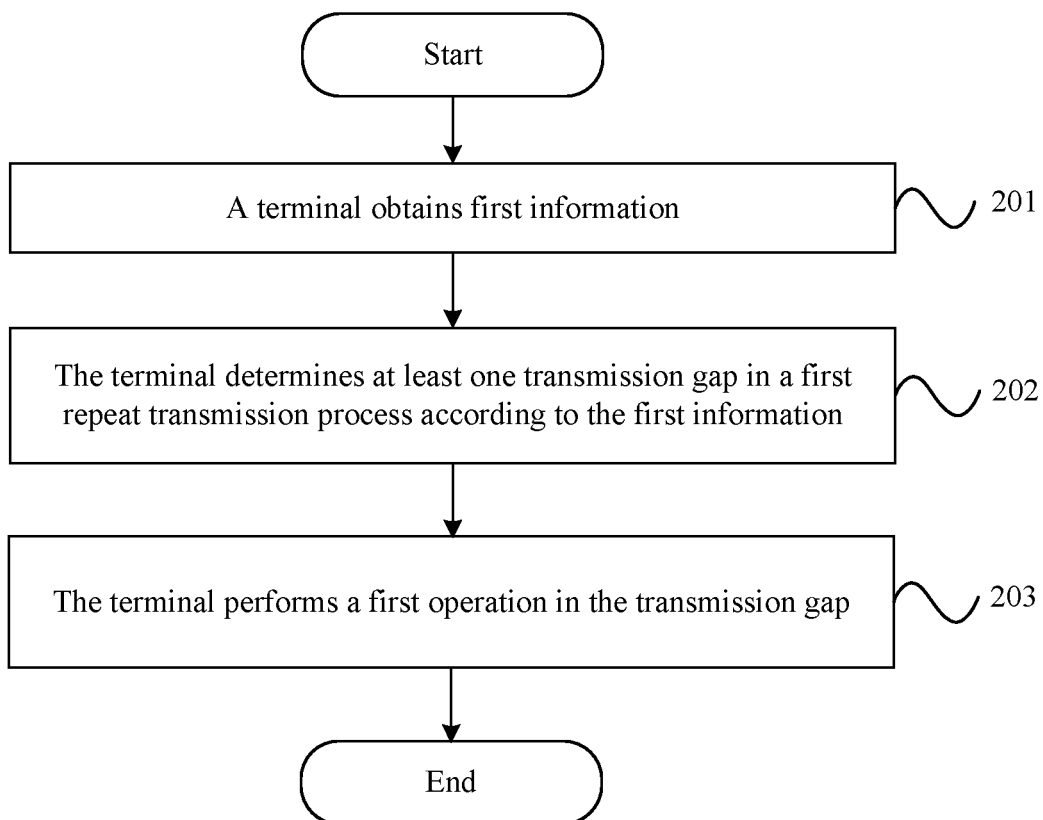 Start
A terminal obtains first information
201
The terminal determines at least one transmission gap in a first
repeat transmission process according to the first information
202
The terminal performs a first operation in the transmission gap
203
End